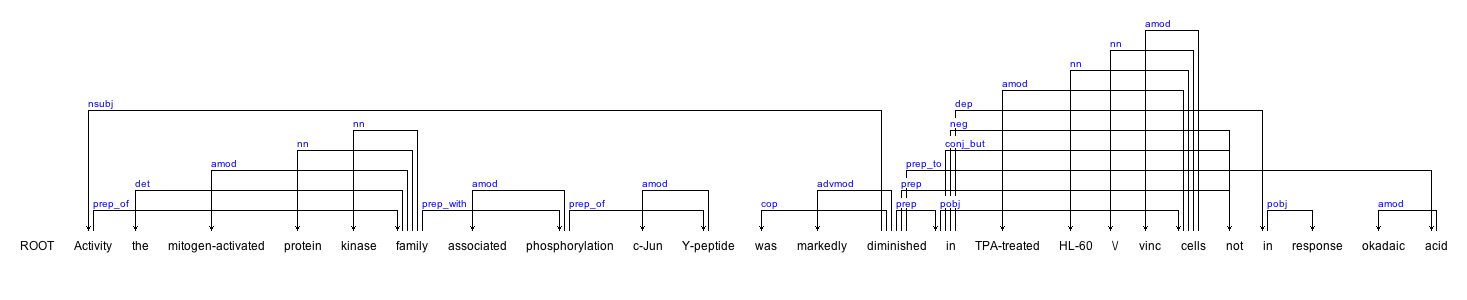 amod
nn
nn
amod
nsubj dep
nn neg
nn conj_but
amod prep_to
det amod amod advmod prep
prep_of prep_with prep_of cop prep pobj pobj amod
ROOT Activity the mitogen-activated protein kinase family associated phosphorylation c-Jun Y-peptide was markedly diminished in TPA-treated HL-60 \/ vinc cells not in response okadaic acid